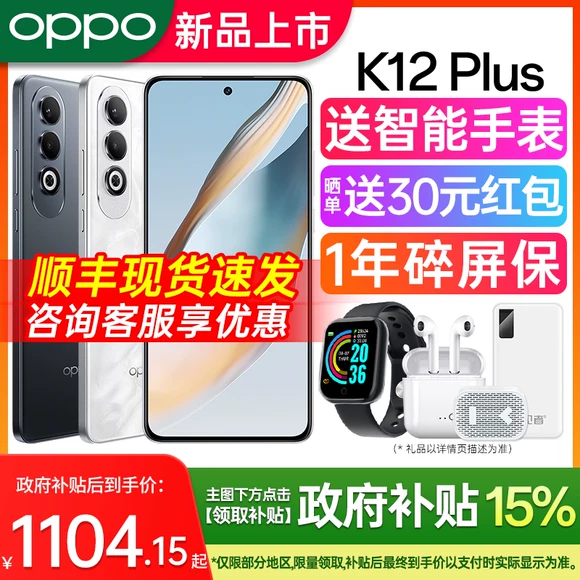 oppo 新品上市
K12 Plus
送智能手表
晒单 送30元红包
1年碎屏保
顺丰现货速发
咨询客服享优惠
oppo
oppo
20
36
(* 礼品以详情页描述为准)
政府补贴后到手价:
¥1104.15起
主图下方点击
【领取补贴】
政府补贴15%
*仅限部分地区,限量领取,补贴后最终到手价以支付时实际显示为准。